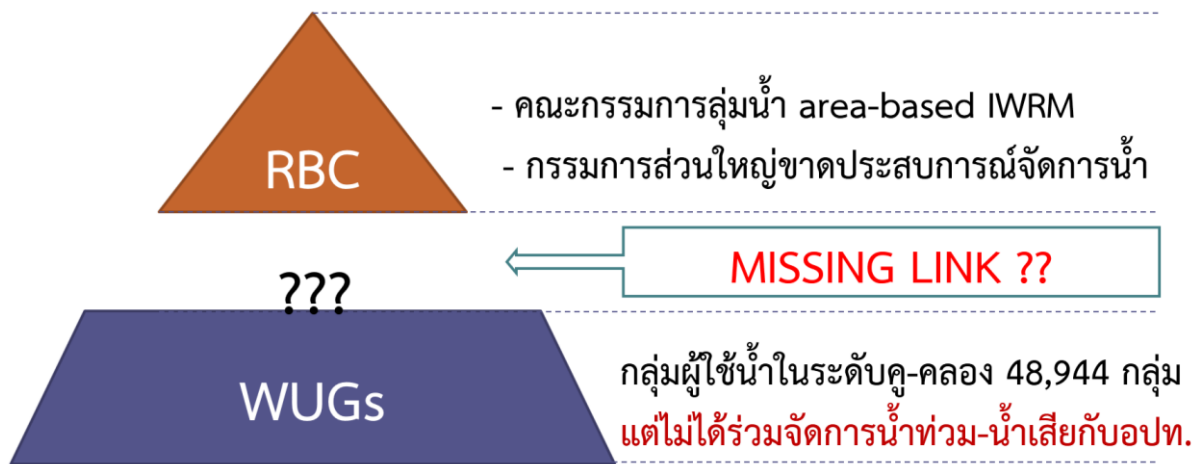 - คณะกรรมการลุ่มน้ำ area-based IWRM
RBC
- กรรมการส่วนใหญ่ขาดประสบการณ์จัดการน้ำ
MISSING LINK ??
???
กลุ่มผู้ใช้น้ำในระดับคู-คลอง 48,944 กลุ่ม
WUGs
แต่ไม่ได้ร่วมจัดการน้ำท่วม-น้ำเสียกับอปท.